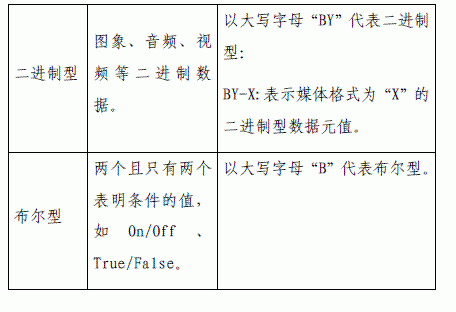 二进制型
图象、音频、视
频等二进制数
据。
以大写字母“BY”代表二进制
型:
BY-X:表示媒体格式为“X”的
二进制型数据元值。
布尔型
两个且只有两个
表明条件的值，
如 On/Off 、
True/False。
以大写字母“B”代表布尔型。